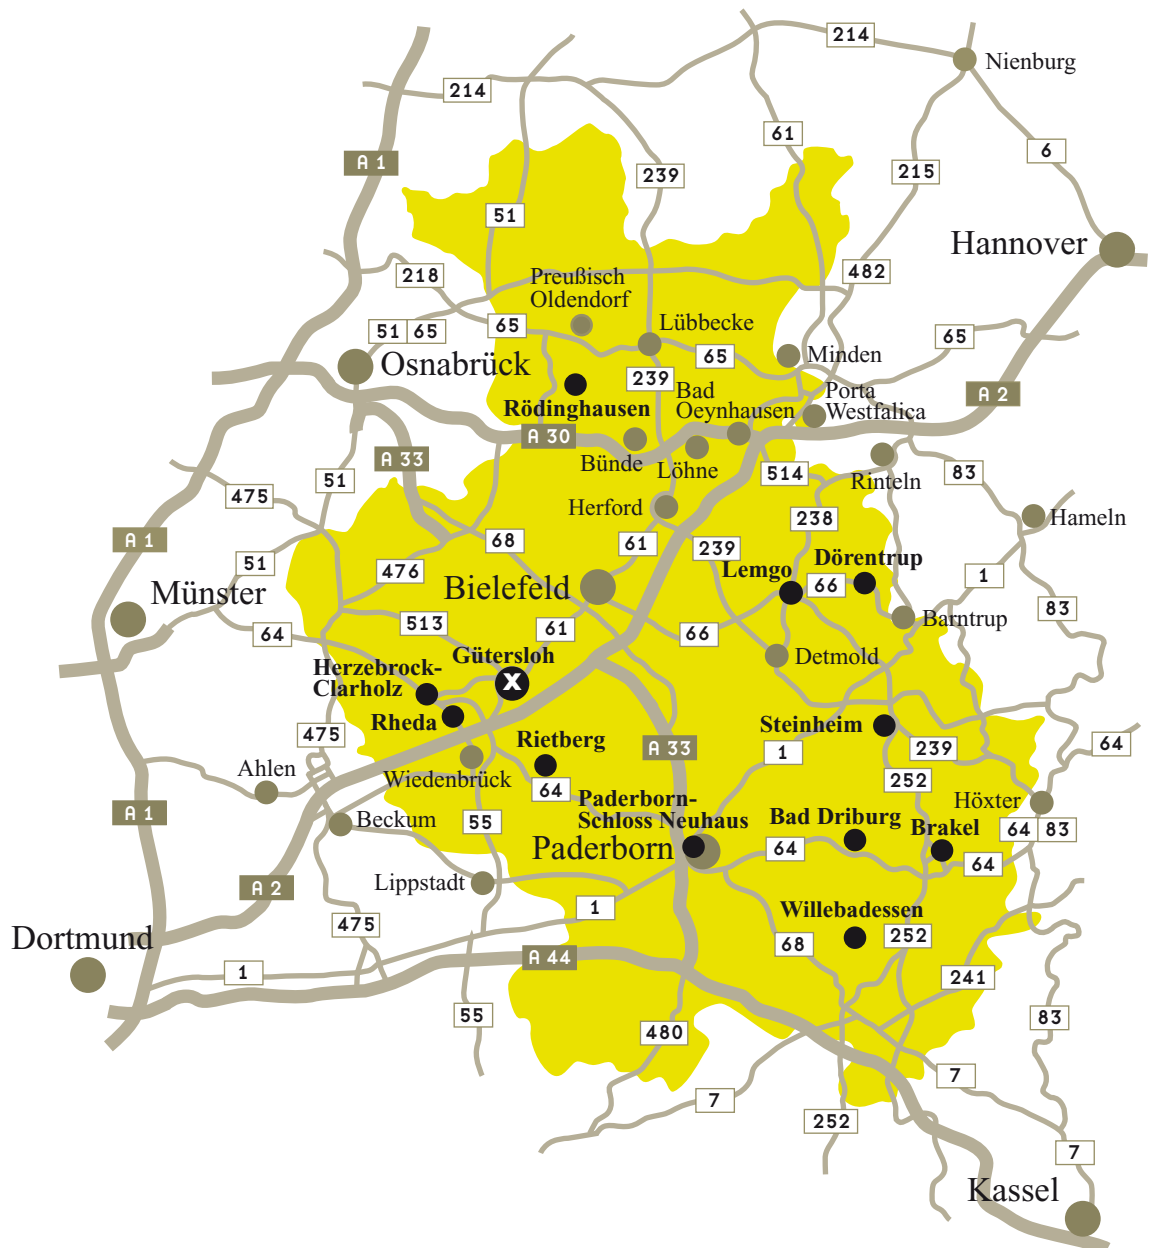 214
Nienburg
214
61
6
A 1
215
239
51
Hannover
482
218
Preußisch
Oldendorf
51 65
65
Lübbecke
65
65
Minden
Osnabrück
239
Bad
Oeynhausen
Porta
Westfalica
A 2
Rödinghausen
A 30
A 33
Bünde
Löhne
514
Rinteln
83
51
475
Herford
238
Hameln
A 1
68
61
239
51
476
Bielefeld
Lemgo
Dörentrup
66
1
Münster
83
513
61
66
Barntrup
64
Gütersloh
x
Detmold
Herzebrock-
Clarholz
Rheda
Steinheim
475
Rietberg
A 33
1
239
64
Ahlen
Wiedenbrück
252
64
Paderborn-
Schloss Neuhaus
Höxter
A 1
Beckum
55
Bad Driburg
Brakel
64 83
Paderborn
64
64
Lippstadt
A 2
1
Willebadessen
475
Dortmund
68
252
A 44
1
241
55
480
83
7
7
252
7
Kassel